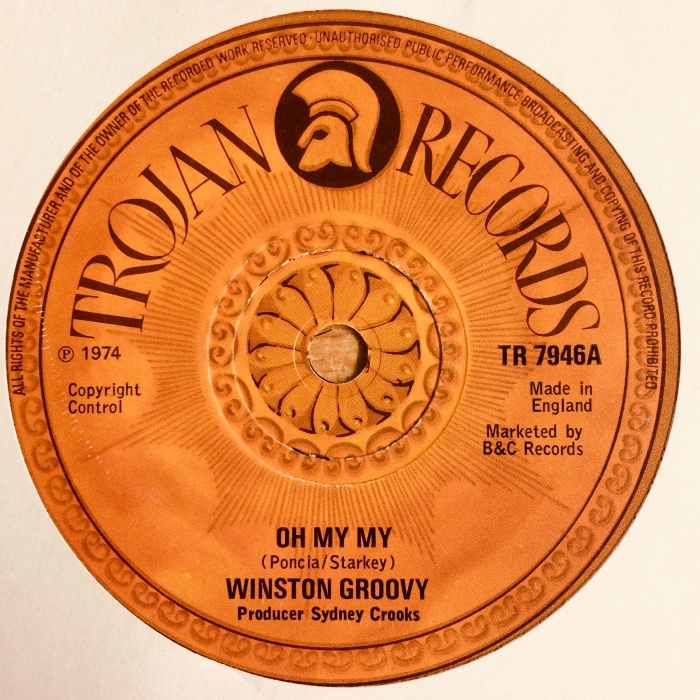 ALL RIGHTS OF THE MANUFACTURER AND OF THE OWNER OF THE RECORDED WORK RESERVED · UNAUTHORISED PUBLIC PERFORMANCE BROADCASTING AND COPYING OF THIS RECORD PROHIBITED
TROJAN RECORDS
℗ 1974
Copyright
Control
TR 7946A
Made in
England
Marketed by
B&C Records
OH MY MY
(Poncia/Starkey)
WINSTON GROOVY
Producer Sydney Crooks